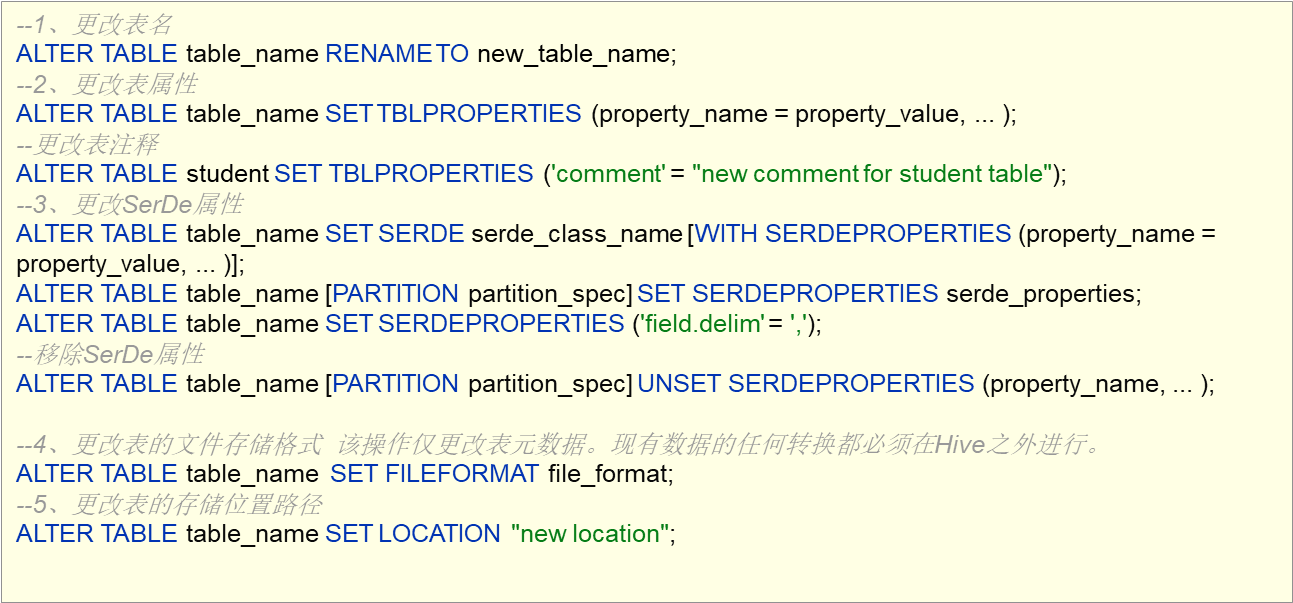 --1、更改表名
ALTER TABLE table_name RENAME TO new_table_name;
--2、更改表属性
ALTER TABLE table_name SET TBLPROPERTIES (property_name = property_value, ... );
--更改表注释
ALTER TABLE student SET TBLPROPERTIES ('comment' = "new comment for student table");
--3、更改SerDe属性
ALTER TABLE table_name SET SERDE serde_class_name [WITH SERDEPROPERTIES (property_name =
property_value, ... )];
ALTER TABLE table_name [PARTITION partition_spec] SET SERDEPROPERTIES serde_properties;
ALTER TABLE table_name SET SERDEPROPERTIES ('field.delim' = ',');
--移除SerDe属性
ALTER TABLE table_name [PARTITION partition_spec] UNSET SERDEPROPERTIES (property_name, ... );
--4、更改表的文件存储格式 该操作仅更改表元数据。现有数据的任何转换都必须在Hive之外进行。
ALTER TABLE table_name SET FILEFORMAT file_format;
--5、更改表的存储位置路径
ALTER TABLE table_name SET LOCATION "new location";